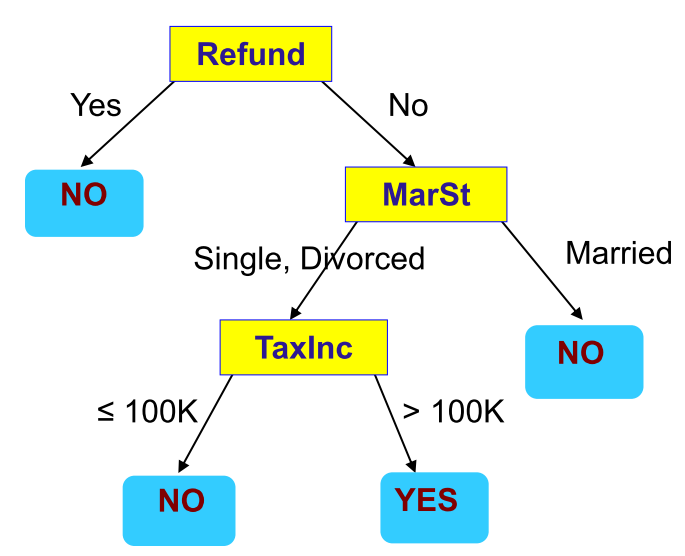 Refund
Yes
No
NO
MarSt
Single, Divorced
Married
TaxInc
NO
≤ 100K
> 100K
NO
YES